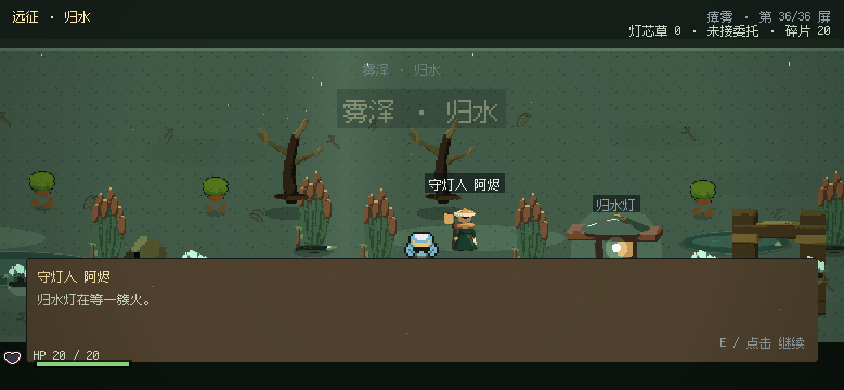 远征 · 归水
瘴雾 · 第 36/36 屏
灯芯草 0 · 未接委托 · 碎片 20
雾泽 · 归水
雾泽 · 归水
守灯人 阿烬
归水灯
守灯人 阿烬
归水灯在等一簇火。
E / 点击 继续
HP 20 / 20